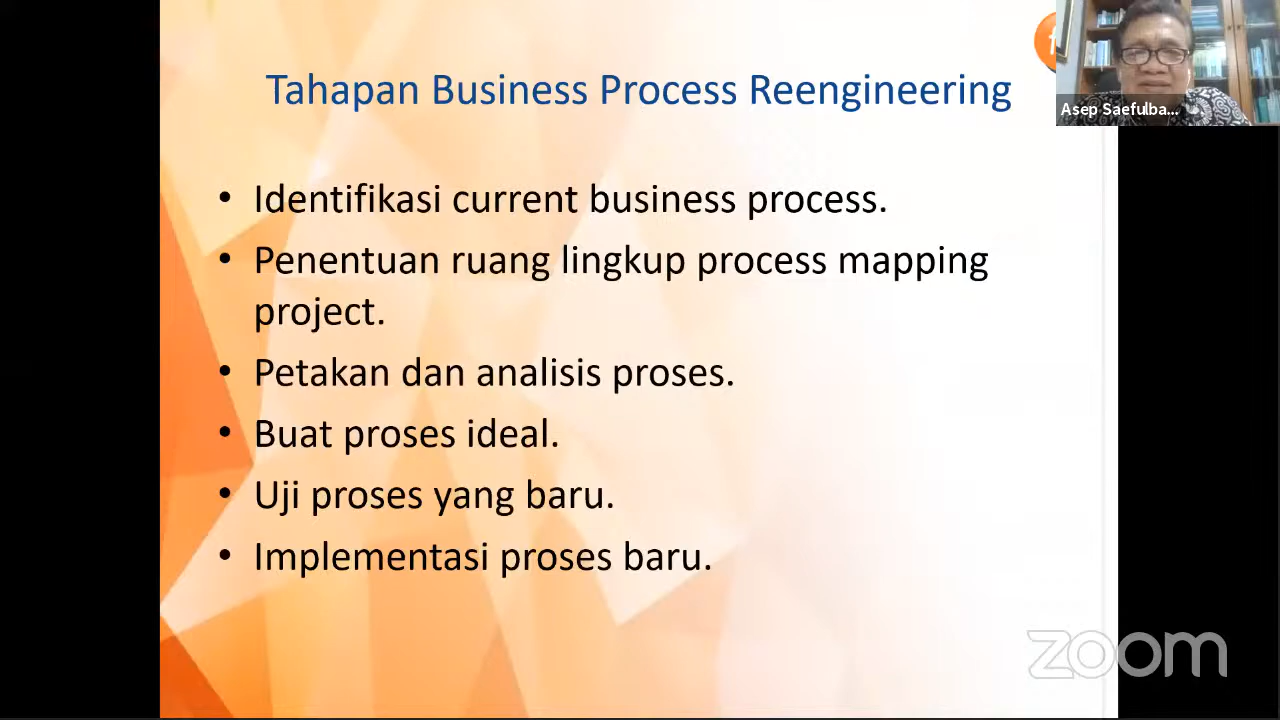 Tahapan Business Process Reengineering
Asep Saefulba...
• Identifikasi current business process.
• Penentuan ruang lingkup process mapping
project.
• Petakan dan analisis proses.
• Buat proses ideal.
• Uji proses yang baru.
• Implementasi proses baru.
zoom